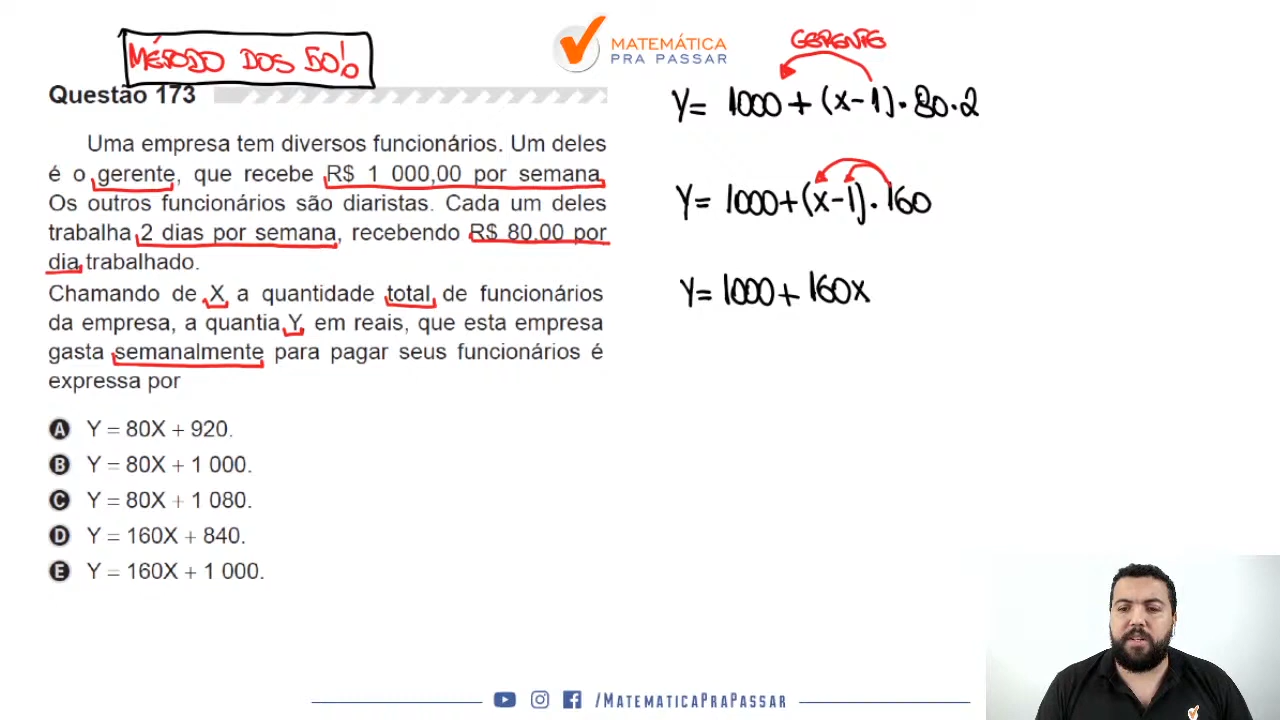 MÉTODO DOS 50!
MATEMÁTICA
PRA PASSAR
Questão 173
Uma empresa tem diversos funcionários. Um deles
é o gerente, que recebe R$ 1 000,00 por semana.
Os outros funcionários são diaristas. Cada um deles
trabalha 2 dias por semana, recebendo R$ 80,00 por
dia trabalhado.
Chamando de X a quantidade total de funcionários
da empresa, a quantia Y, em reais, que esta empresa
gasta semanalmente para pagar seus funcionários é
expressa por
A Y = 80X + 920.
B Y = 80X + 1 000.
C Y = 80X + 1 080.
D Y = 160X + 840.
E Y = 160X + 1 000.
GERENTE
Y= 1000 + (x-1)·80·2
Y= 1000+(x-1)·160
Y= 1000+ 160x
/MatematicaPraPassar